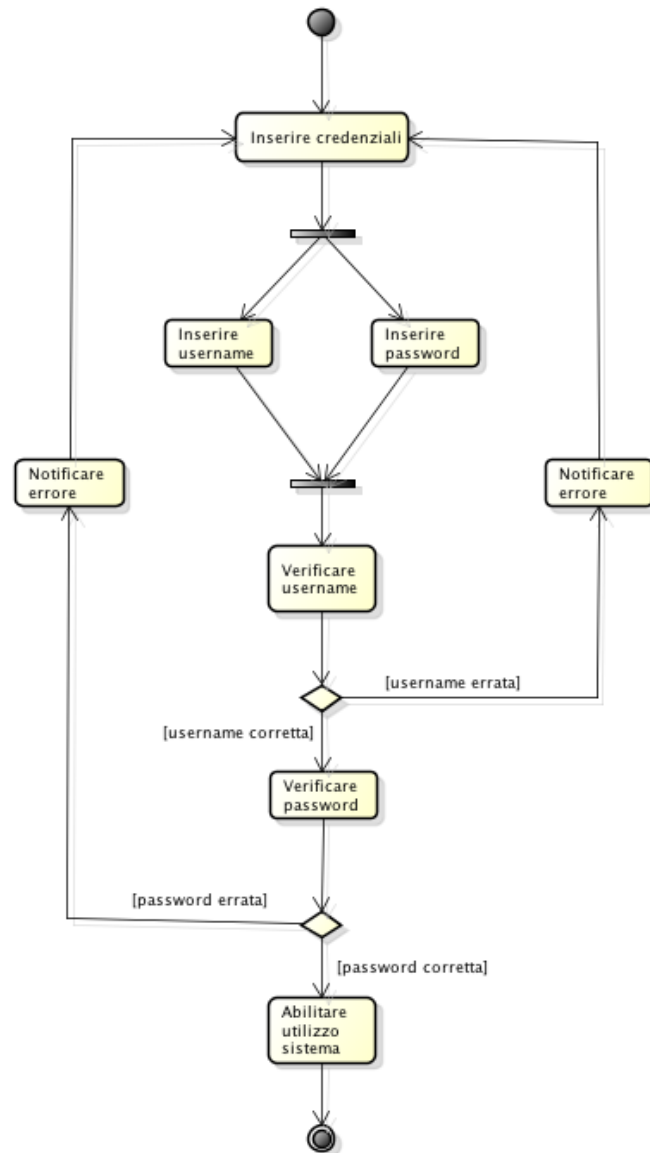 Inserire credenziali
Inserire
username
Inserire
password
Notificare
errore
Notificare
errore
Verificare
username
[username errata]
[username corretta]
Verificare
password
[password errata]
[password corretta]
Abilitare
utilizzo
sistema